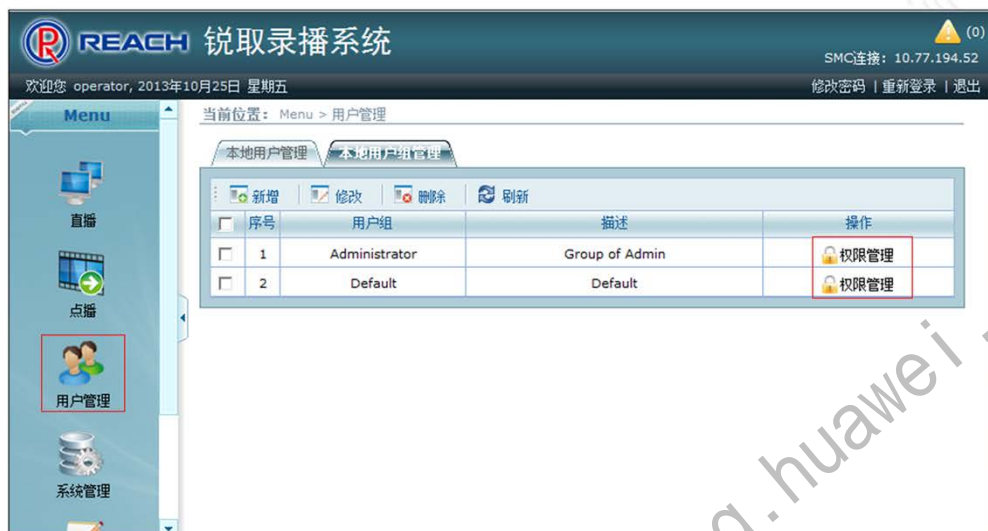 REACH 锐取录播系统
(0)
SMC连接: 10.77.194.52
欢迎您 operator, 2013年10月25日 星期五
修改密码 | 重新登录 | 退出
Menu
当前位置: Menu > 用户管理
本地用户管理 本地用户组管理
新增 修改 删除 刷新
序号 用户组 描述 操作
1 Administrator Group of Admin 权限管理
2 Default Default 权限管理
直播
点播
用户管理
系统管理
g.huawei.